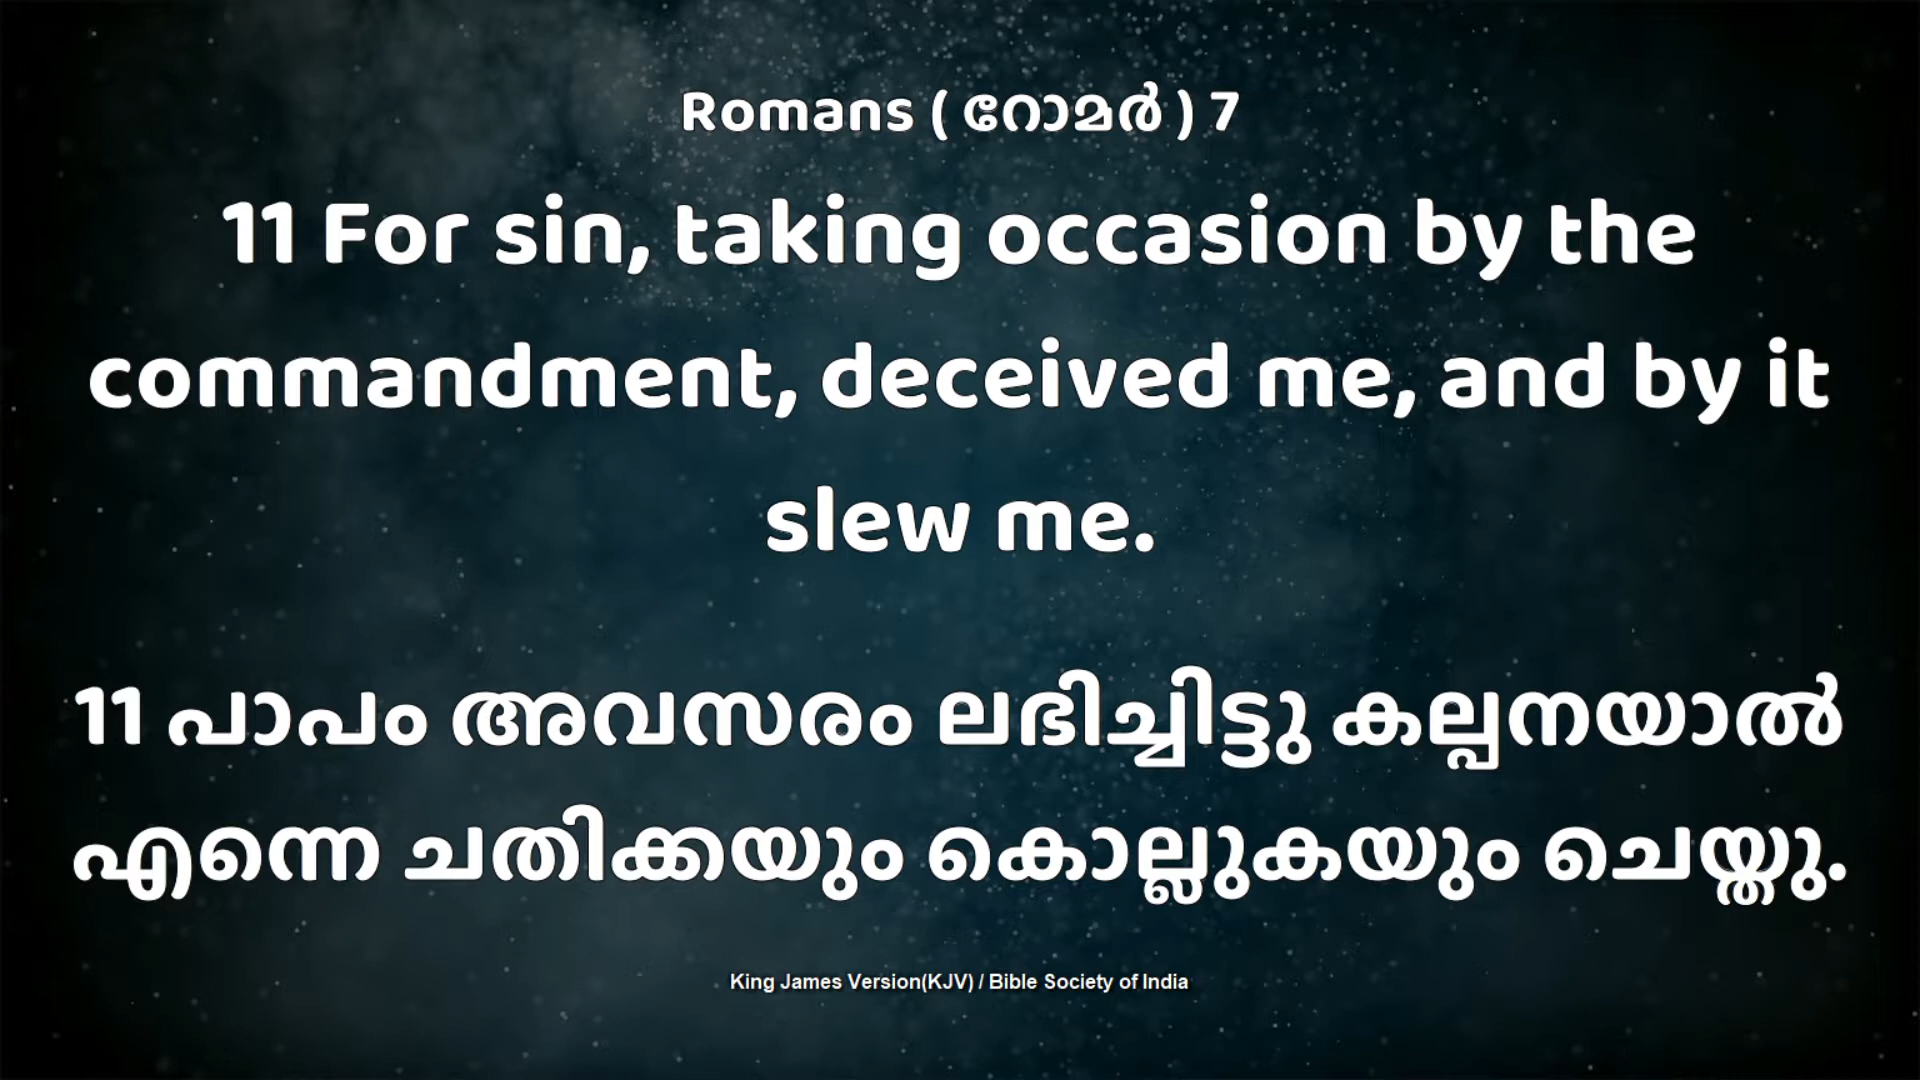 Romans ( റോമർ ) 7
11 For sin, taking occasion by the
commandment, deceived me, and by it
slew me.
11 പാപം അവസരം ലഭിച്ചിട്ടു കല്പനയാൽ
എന്നെ ചതിക്കയും കൊല്ലുകയും ചെയ്തു.
King James Version(KJV) / Bible Society of India